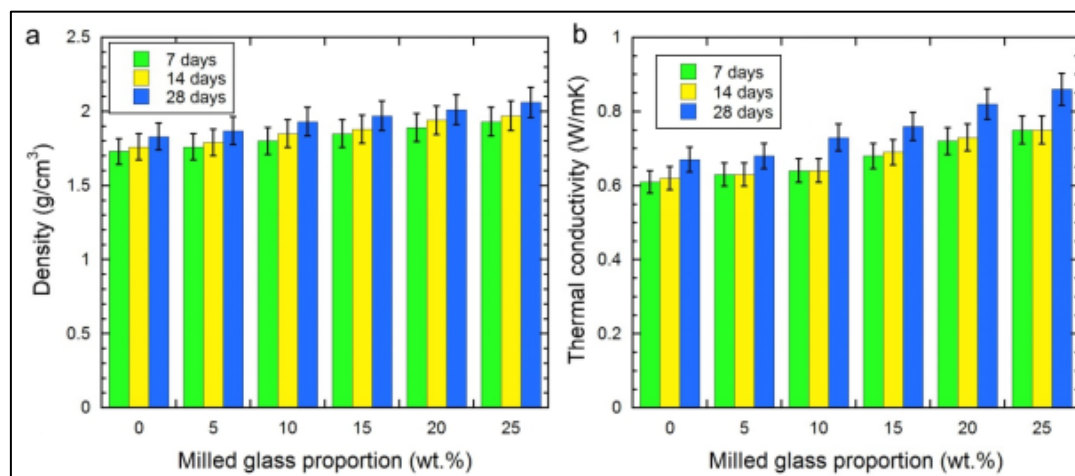 a
2.5
2
1.5
1
0.5
0
Density (g/cm³)
7 days
14 days
28 days
0 5 10 15 20 25
Milled glass proportion (wt.%)
b
1
0.8
0.6
0.4
0.2
0
Thermal conductivity (W/mK)
7 days
14 days
28 days
0 5 10 15 20 25
Milled glass proportion (wt.%)